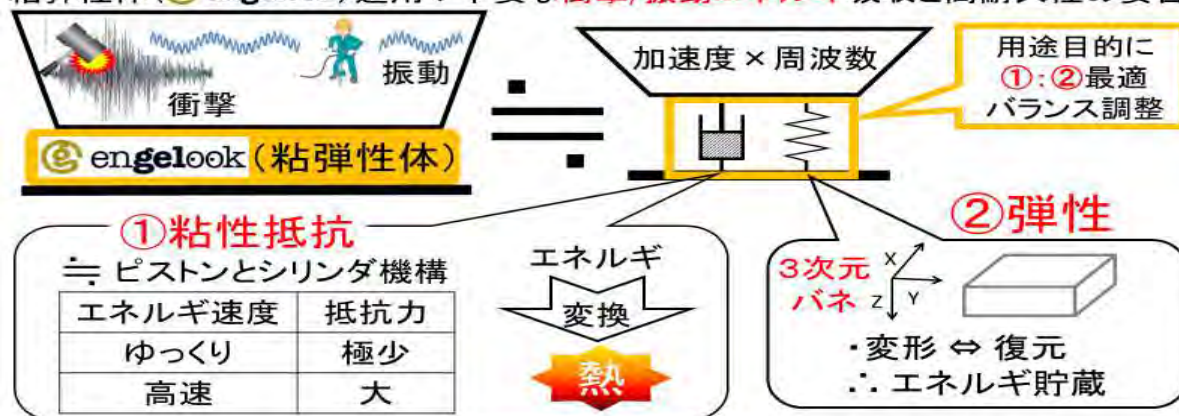 衝撃
振動
engelook(粘弾性体)
≒
加速度×周波数
用途目的に
①:②最適
バランス調整
①粘性抵抗
≒ ピストンとシリンダ機構
エネルギ速度 抵抗力
ゆっくり 極少
高速 大
エネルギ
変換
熱
②弾性
3次元
バネ
X
Y
Z
・変形 ⇔ 復元
∴ エネルギ貯蔵